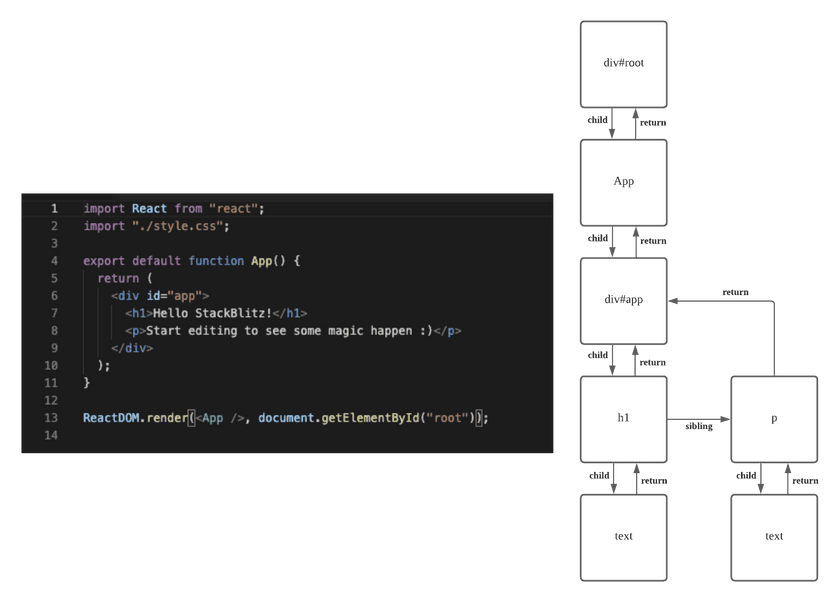 1 import React from "react";
2 import "./style.css";
3
4 export default function App() {
5 return (
6 <div id="app">
7 <h1>Hello StackBlitz!</h1>
8 <p>Start editing to see some magic happen :)</p>
9 </div>
10 );
11 }
12
13 ReactDOM.render(<App />, document.getElementById("root"));
14
div#root
child return
App
child return
div#app
return
child return
h1
sibling
p
child return
child return
text
text